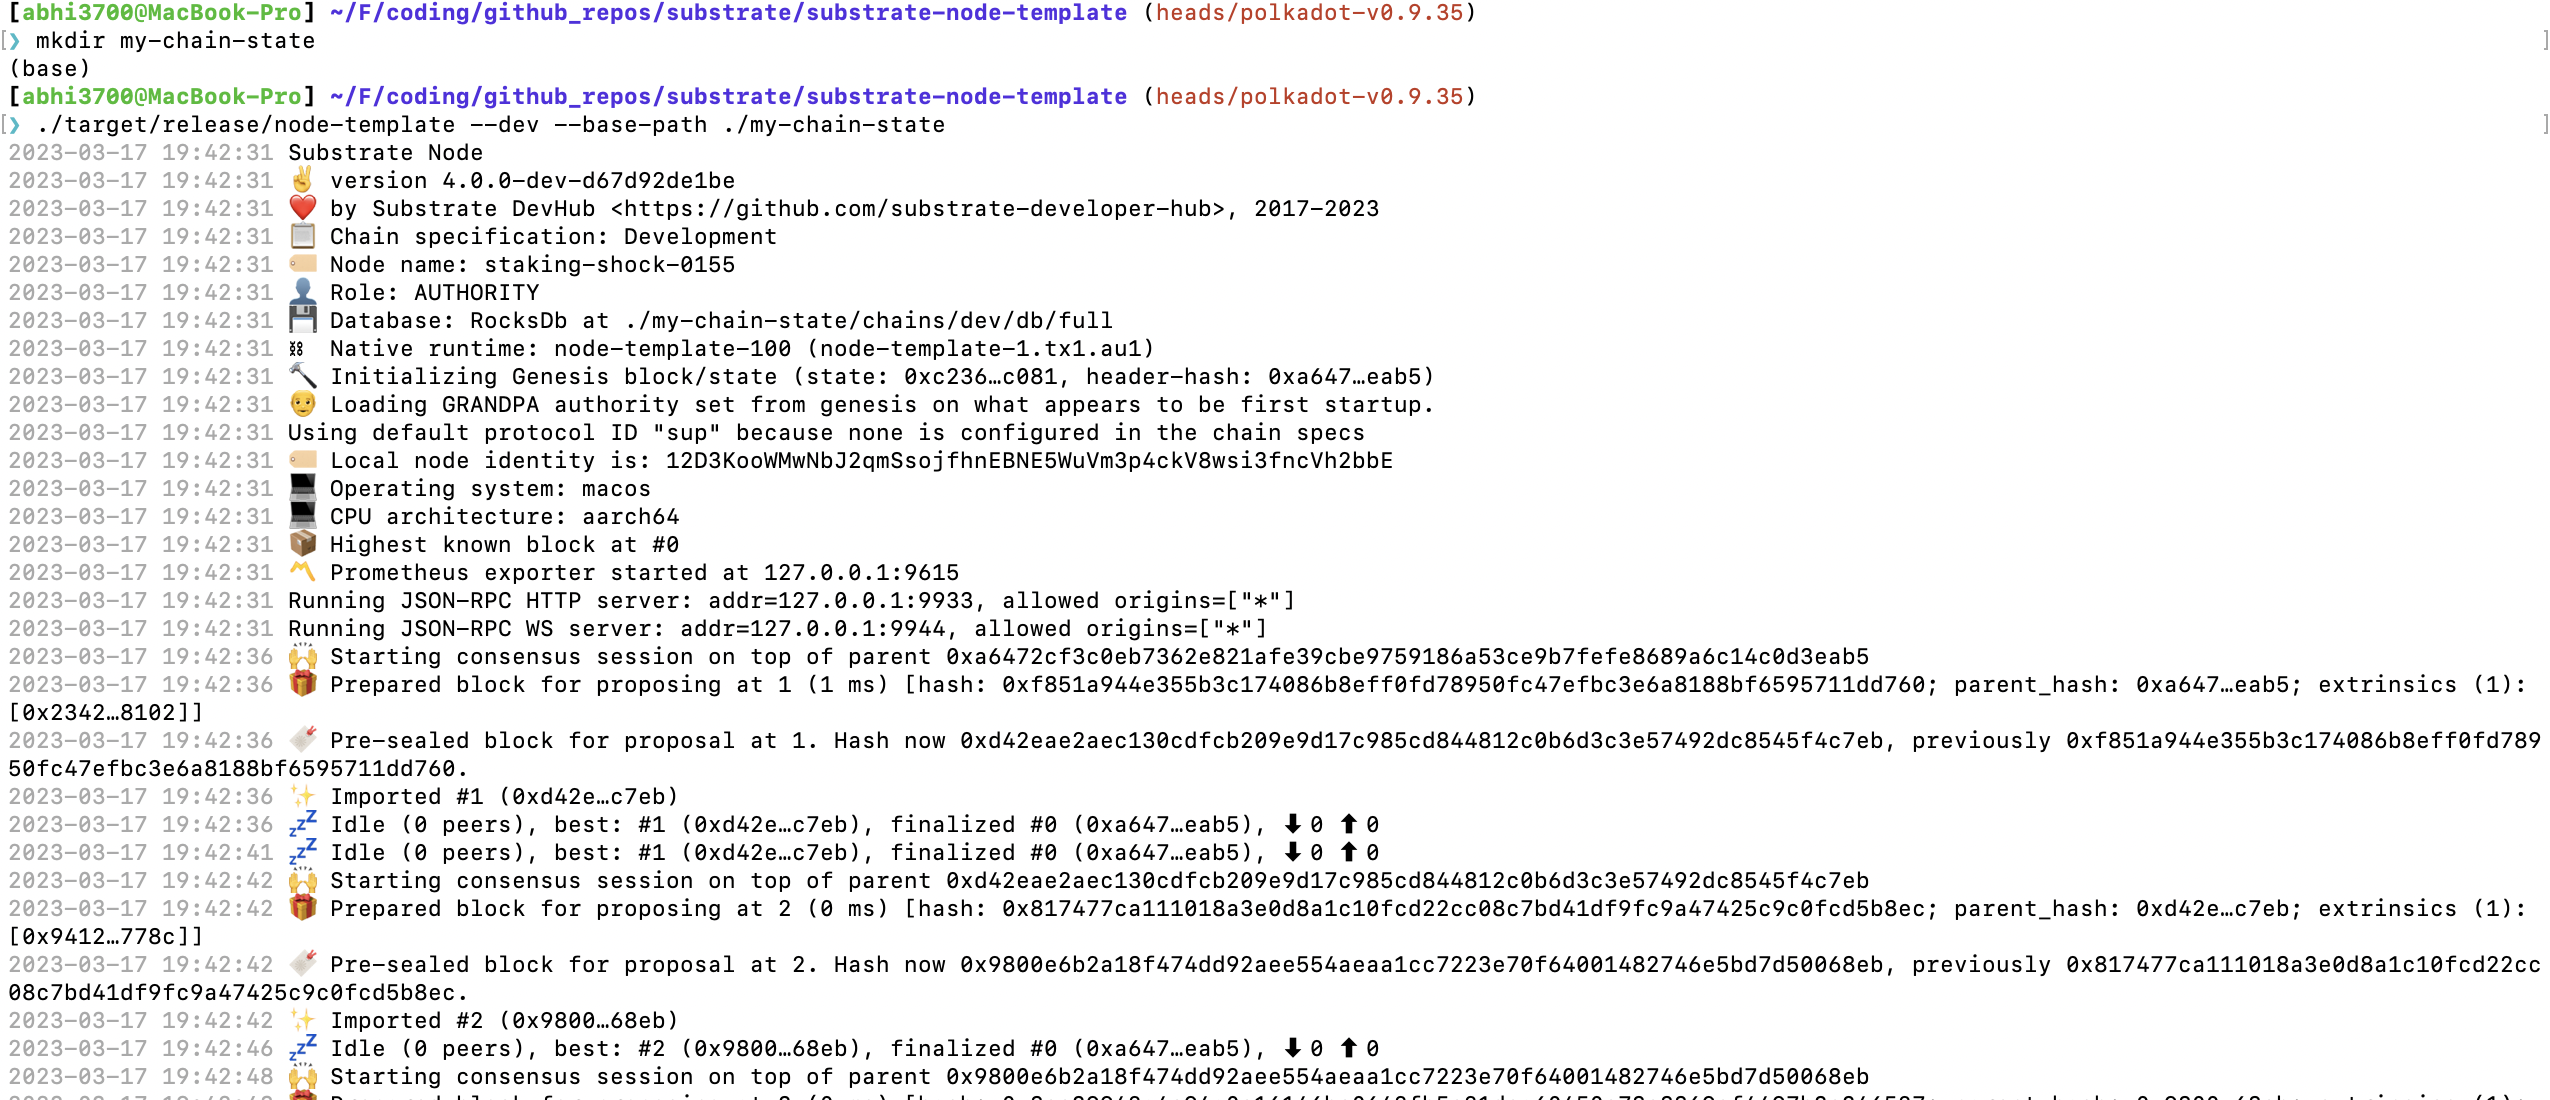 [abhi3700@MacBook-Pro] ~/F/coding/github_repos/substrate/substrate-node-template (heads/polkadot-v0.9.35)
[❯ mkdir my-chain-state ]
(base)
[abhi3700@MacBook-Pro] ~/F/coding/github_repos/substrate/substrate-node-template (heads/polkadot-v0.9.35)
[❯ ./target/release/node-template --dev --base-path ./my-chain-state ]
2023-03-17 19:42:31 Substrate Node
2023-03-17 19:42:31 ✌️ version 4.0.0-dev-d67d92de1be
2023-03-17 19:42:31 ❤️ by Substrate DevHub <https://github.com/substrate-developer-hub>, 2017-2023
2023-03-17 19:42:31 📋 Chain specification: Development
2023-03-17 19:42:31 🏷 Node name: staking-shock-0155
2023-03-17 19:42:31 👤 Role: AUTHORITY
2023-03-17 19:42:31 💾 Database: RocksDb at ./my-chain-state/chains/dev/db/full
2023-03-17 19:42:31 ⛓ Native runtime: node-template-100 (node-template-1.tx1.au1)
2023-03-17 19:42:31 🔨 Initializing Genesis block/state (state: 0xc236…c081, header-hash: 0xa647…eab5)
2023-03-17 19:42:31 👴 Loading GRANDPA authority set from genesis on what appears to be first startup.
2023-03-17 19:42:31 Using default protocol ID "sup" because none is configured in the chain specs
2023-03-17 19:42:31 🏷 Local node identity is: 12D3KooWMwNbJ2qmSsojfhnEBNE5WuVm3p4ckV8wsi3fncVh2bbE
2023-03-17 19:42:31 💻 Operating system: macos
2023-03-17 19:42:31 💻 CPU architecture: aarch64
2023-03-17 19:42:31 📦 Highest known block at #0
2023-03-17 19:42:31 〽️ Prometheus exporter started at 127.0.0.1:9615
2023-03-17 19:42:31 Running JSON-RPC HTTP server: addr=127.0.0.1:9933, allowed origins=["*"]
2023-03-17 19:42:31 Running JSON-RPC WS server: addr=127.0.0.1:9944, allowed origins=["*"]
2023-03-17 19:42:36 🙌 Starting consensus session on top of parent 0xa6472cf3c0eb7362e821afe39cbe9759186a53ce9b7fefe8689a6c14c0d3eab5
2023-03-17 19:42:36 🎁 Prepared block for proposing at 1 (1 ms) [hash: 0xf851a944e355b3c174086b8eff0fd78950fc47efbc3e6a8188bf6595711dd760; parent_hash: 0xa647…eab5; extrinsics (1):
[0x2342…8102]]
2023-03-17 19:42:36 🔖 Pre-sealed block for proposal at 1. Hash now 0xd42eae2aec130cdfcb209e9d17c985cd844812c0b6d3c3e57492dc8545f4c7eb, previously 0xf851a944e355b3c174086b8eff0fd789
50fc47efbc3e6a8188bf6595711dd760.
2023-03-17 19:42:36 ✨ Imported #1 (0xd42e…c7eb)
2023-03-17 19:42:36 💤 Idle (0 peers), best: #1 (0xd42e…c7eb), finalized #0 (0xa647…eab5), ⬇ 0 ⬆ 0
2023-03-17 19:42:41 💤 Idle (0 peers), best: #1 (0xd42e…c7eb), finalized #0 (0xa647…eab5), ⬇ 0 ⬆ 0
2023-03-17 19:42:42 🙌 Starting consensus session on top of parent 0xd42eae2aec130cdfcb209e9d17c985cd844812c0b6d3c3e57492dc8545f4c7eb
2023-03-17 19:42:42 🎁 Prepared block for proposing at 2 (0 ms) [hash: 0x817477ca111018a3e0d8a1c10fcd22cc08c7bd41df9fc9a47425c9c0fcd5b8ec; parent_hash: 0xd42e…c7eb; extrinsics (1):
[0x9412…778c]]
2023-03-17 19:42:42 🔖 Pre-sealed block for proposal at 2. Hash now 0x9800e6b2a18f474dd92aee554aeaa1cc7223e70f64001482746e5bd7d50068eb, previously 0x817477ca111018a3e0d8a1c10fcd22cc
08c7bd41df9fc9a47425c9c0fcd5b8ec.
2023-03-17 19:42:42 ✨ Imported #2 (0x9800…68eb)
2023-03-17 19:42:46 💤 Idle (0 peers), best: #2 (0x9800…68eb), finalized #0 (0xa647…eab5), ⬇ 0 ⬆ 0
2023-03-17 19:42:48 🙌 Starting consensus session on top of parent 0x9800e6b2a18f474dd92aee554aeaa1cc7223e70f64001482746e5bd7d50068eb